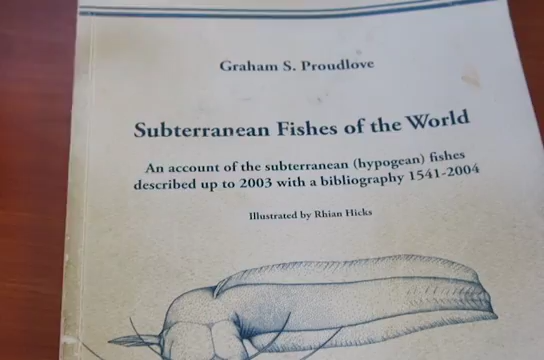 Graham S. Proudlove
Subterranean Fishes of the World
An account of the subterranean (hypogean) fishes
described up to 2003 with a bibliography 1541-2004
Illustrated by Rhian Hicks